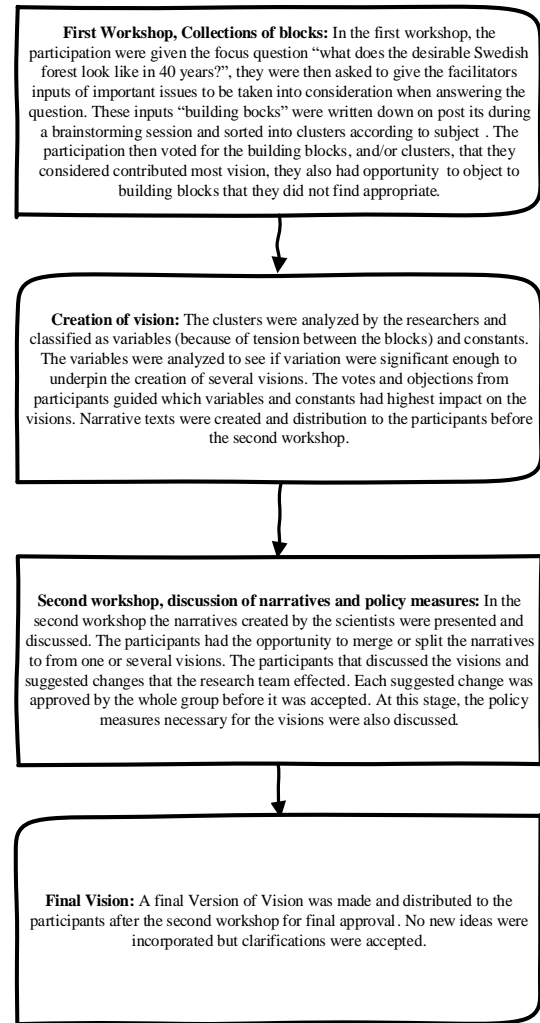 First Workshop, Collections of blocks: In the first workshop, the
participation were given the focus question “what does the desirable Swedish
forest look like in 40 years?”, they were then asked to give the facilitators
inputs of important issues to be taken into consideration when answering the
question. These inputs “building bocks” were written down on post its during
a brainstorming session and sorted into clusters according to subject . The
participation then voted for the building blocks, and/or clusters, that they
considered contributed most vision, they also had opportunity to object to
building blocks that they did not find appropriate.
Creation of vision: The clusters were analyzed by the researchers and
classified as variables (because of tension between the blocks) and constants.
The variables were analyzed to see if variation were significant enough to
underpin the creation of several visions. The votes and objections from
participants guided which variables and constants had highest impact on the
visions. Narrative texts were created and distribution to the participants before
the second workshop.
Second workshop, discussion of narratives and policy measures: In the
second workshop the narratives created by the scientists were presented and
discussed. The participants had the opportunity to merge or split the narratives
to from one or several visions. The participants that discussed the visions and
suggested changes that the research team effected. Each suggested change was
approved by the whole group before it was accepted. At this stage, the policy
measures necessary for the visions were also discussed.
Final Vision: A final Version of Vision was made and distributed to the
participants after the second workshop for final approval. No new ideas were
incorporated but clarifications were accepted.